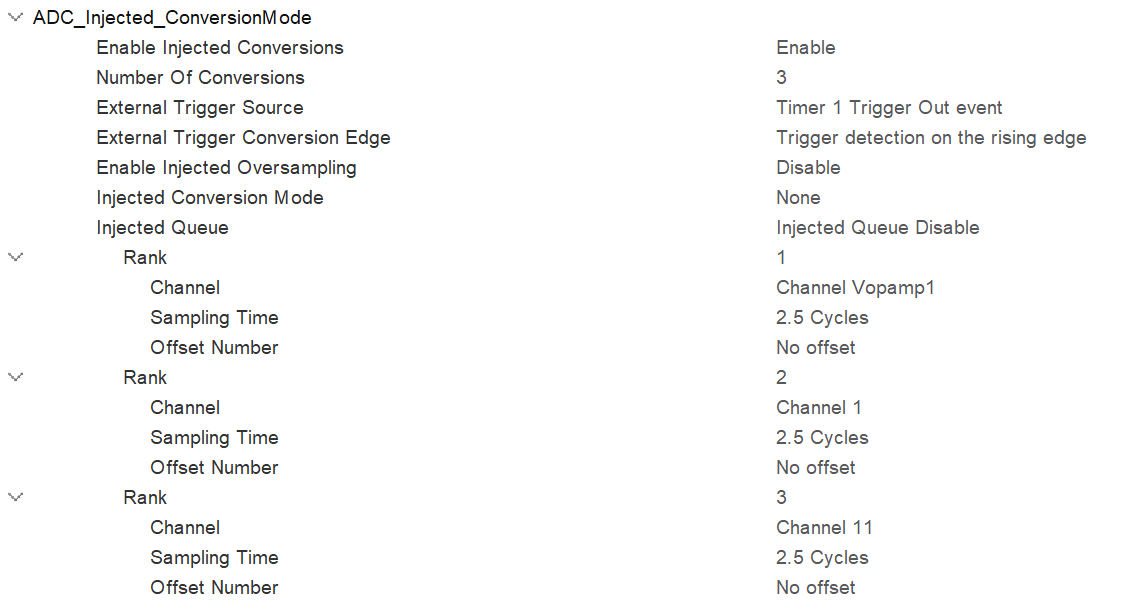 ADC_Injected_ConversionMode
Enable Injected Conversions Enable
Number Of Conversions 3
External Trigger Source Timer 1 Trigger Out event
External Trigger Conversion Edge Trigger detection on the rising edge
Enable Injected Oversampling Disable
Injected Conversion Mode None
Injected Queue Injected Queue Disable
Rank 1
Channel Channel Vopamp1
Sampling Time 2.5 Cycles
Offset Number No offset
Rank 2
Channel Channel 1
Sampling Time 2.5 Cycles
Offset Number No offset
Rank 3
Channel Channel 11
Sampling Time 2.5 Cycles
Offset Number No offset